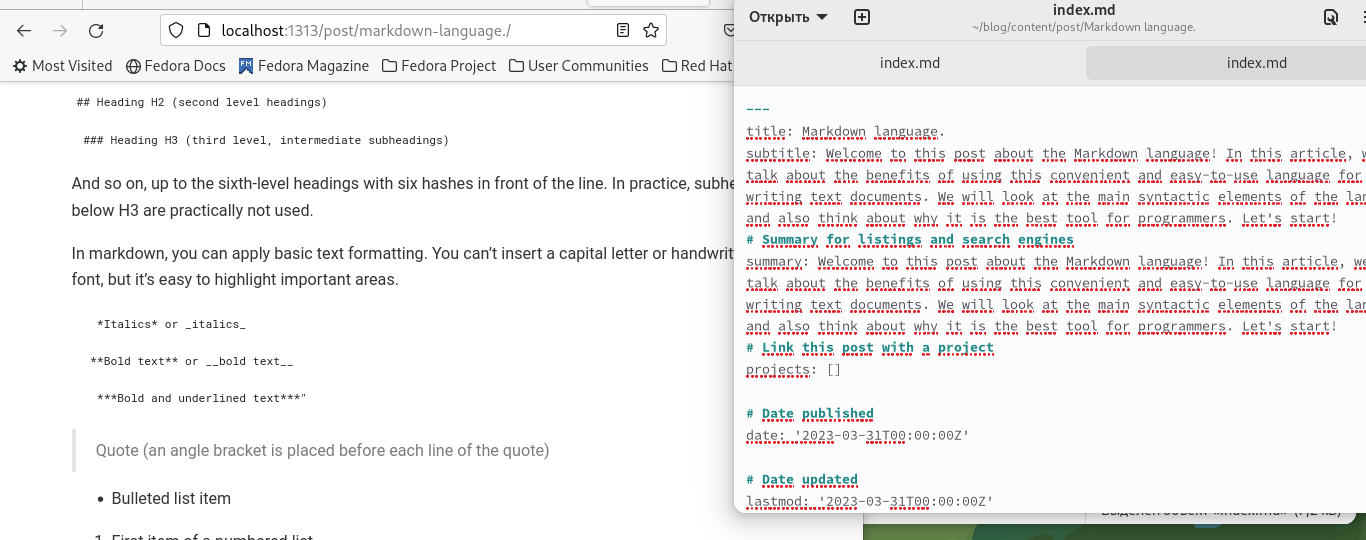 localhost:1313/post/markdown-language./
Most Visited Fedora Docs Fedora Magazine Fedora Project User Communities Red Hat
## Heading H2 (second level headings)
### Heading H3 (third level, intermediate subheadings)
And so on, up to the sixth-level headings with six hashes in front of the line. In practice, subhe
below H3 are practically not used.
In markdown, you can apply basic text formatting. You can’t insert a capital letter or handwrit
font, but it’s easy to highlight important areas.
*Italics* or _italics_
**Bold text** or __bold text__
***Bold and underlined text***"
Quote (an angle bracket is placed before each line of the quote)
• Bulleted list item
1. First item of a numbered list
Открыть
index.md
~/blog/content/post/Markdown language.
index.md index.md
---
title: Markdown language.
subtitle: Welcome to this post about the Markdown language! In this article, w
talk about the benefits of using this convenient and easy-to-use language for
writing text documents. We will look at the main syntactic elements of the lan
and also think about why it is the best tool for programmers. Let's start!
# Summary for listings and search engines
summary: Welcome to this post about the Markdown language! In this article, we
talk about the benefits of using this convenient and easy-to-use language for
writing text documents. We will look at the main syntactic elements of the lan
and also think about why it is the best tool for programmers. Let's start!
# Link this post with a project
projects: []
# Date published
date: '2023-03-31T00:00:00Z'
# Date updated
lastmod: '2023-03-31T00:00:00Z'